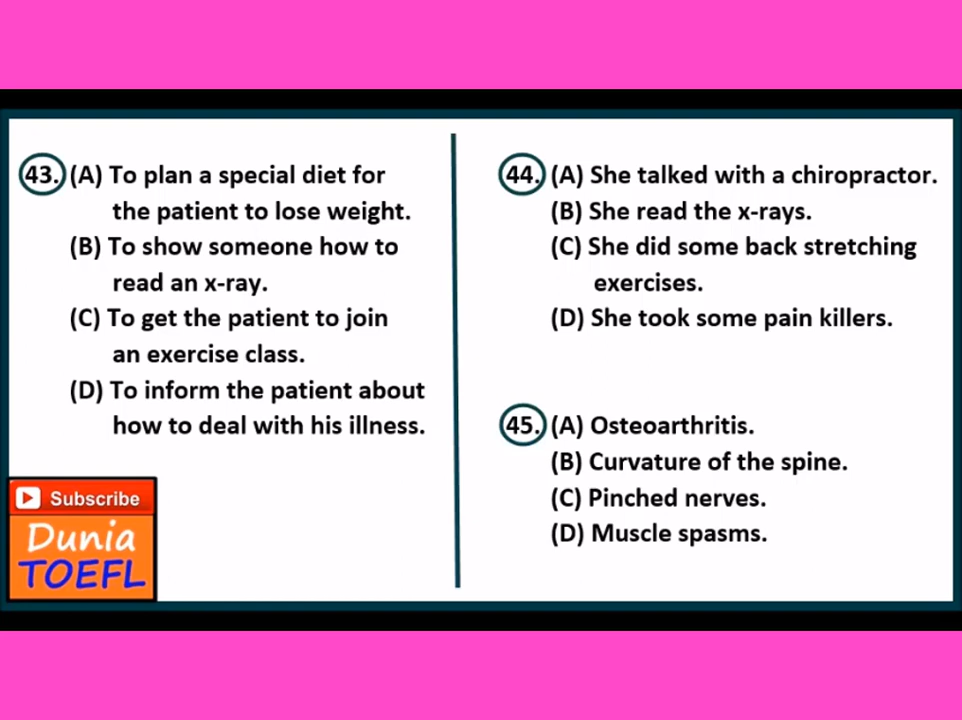 43. (A) To plan a special diet for
the patient to lose weight.
(B) To show someone how to
read an x-ray.
(C) To get the patient to join
an exercise class.
(D) To inform the patient about
how to deal with his illness.
Subscribe
Dunia
TOEFL
44. (A) She talked with a chiropractor.
(B) She read the x-rays.
(C) She did some back stretching
exercises.
(D) She took some pain killers.
45. (A) Osteoarthritis.
(B) Curvature of the spine.
(C) Pinched nerves.
(D) Muscle spasms.